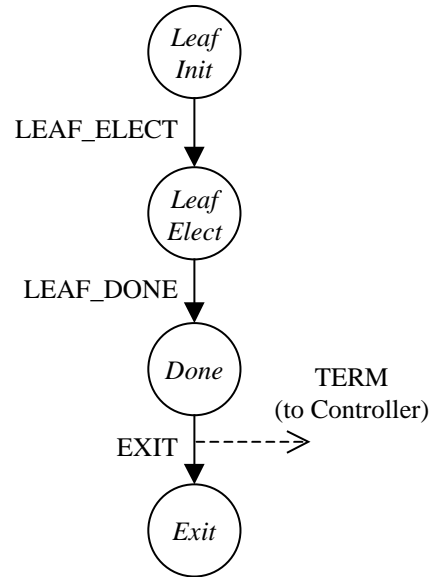 Leaf
Init
LEAF_ELECT
Leaf
Elect
LEAF_DONE
Done
TERM
(to Controller)
EXIT
Exit